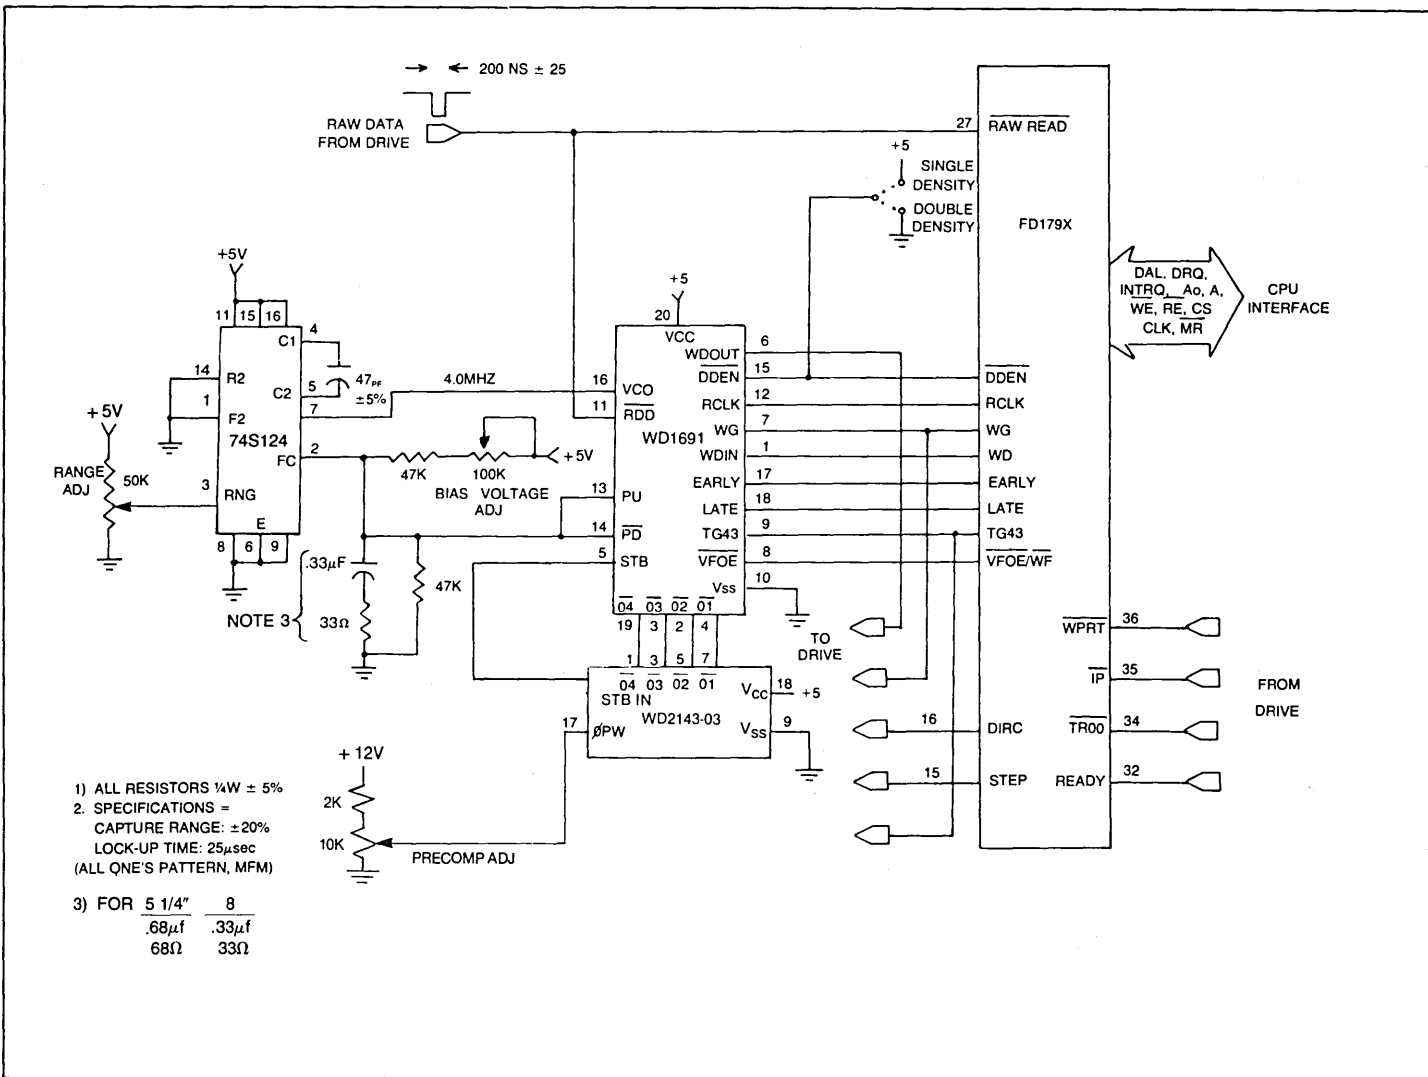 → ← 200 NS ± 25
RAW DATA
FROM DRIVE
27 RAW READ
+5
SINGLE
DENSITY
DOUBLE
DENSITY
FD179X
DAL, DRQ,
INTRQ, Ao, A,
WE, RE, CS
CLK, MR
CPU
INTERFACE
+5V
11 15 16
4
C1
47PF
±5%
14 R2
5
C2
1
F2
7
4.0MHZ
74S124
2
FC
+5V
RANGE
ADJ
50K
3
RNG
E
8 6 9
47K
100K
+5V
BIAS VOLTAGE
ADJ
.33µF
33Ω
NOTE 3
47K
+5
20
VCC
WDOUT 6
16 VCO
DDEN 15 DDEN
11 RDD
RCLK 12 RCLK
WD1691
WG 7 WG
WDIN 1 WD
EARLY 17 EARLY
13 PU
LATE 18 LATE
14 PD
TG43 9 TG43
5 STB
VFOE 8 VFOE/WF
VSS 10
04 03 02 01
19 3 2 4
1 3 5 7
04 03 02 01
STB IN
VCC 18 +5
WD2143-03
17 ØPW
VSS 9
TO
DRIVE
WPRT 36
IP 35
FROM
DRIVE
16 DIRC
TR00 34
15 STEP
READY 32
+ 12V
2K
10K
PRECOMP ADJ
1) ALL RESISTORS ¼W ± 5%
2. SPECIFICATIONS =
CAPTURE RANGE: ±20%
LOCK-UP TIME: 25µsec
(ALL ONE'S PATTERN, MFM)
3) FOR 5 1/4" 8
.68µf .33µf
68Ω 33Ω